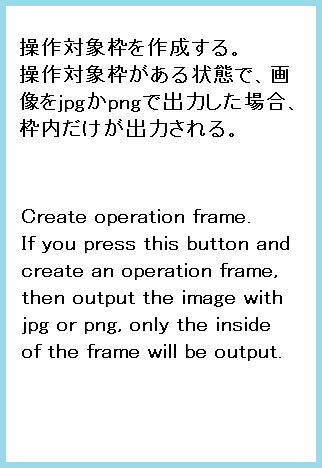 操作対象枠を作成する。
操作対象枠がある状態で、画
像をjpgかpngで出力した場合、
枠内だけが出力される。
Create operation frame.
If you press this button and
create an operation frame,
then output the image with
jpg or png, only the inside
of the frame will be output.